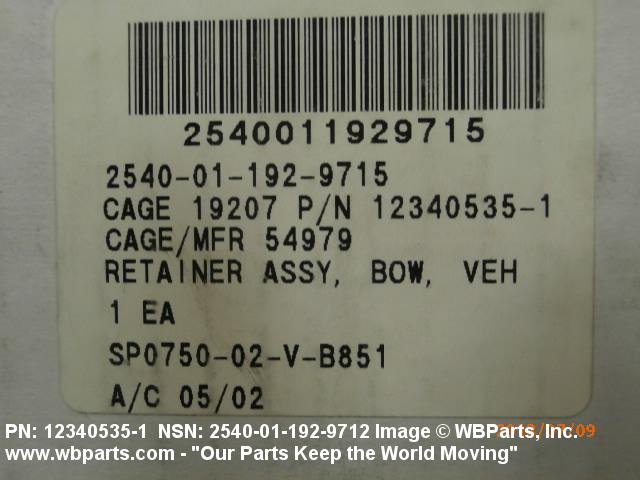 2540011929715
2540-01-192-9715
CAGE 19207 P/N 12340535-1
CAGE/MFR 54979
RETAINER ASSY, BOW, VEH
1 EA
SP0750-02-V-B851
A/C 05/02
PN: 12340535-1 NSN: 2540-01-192-9712 Image © WBParts, Inc.
www.wbparts.com - "Our Parts Keep the World Moving"